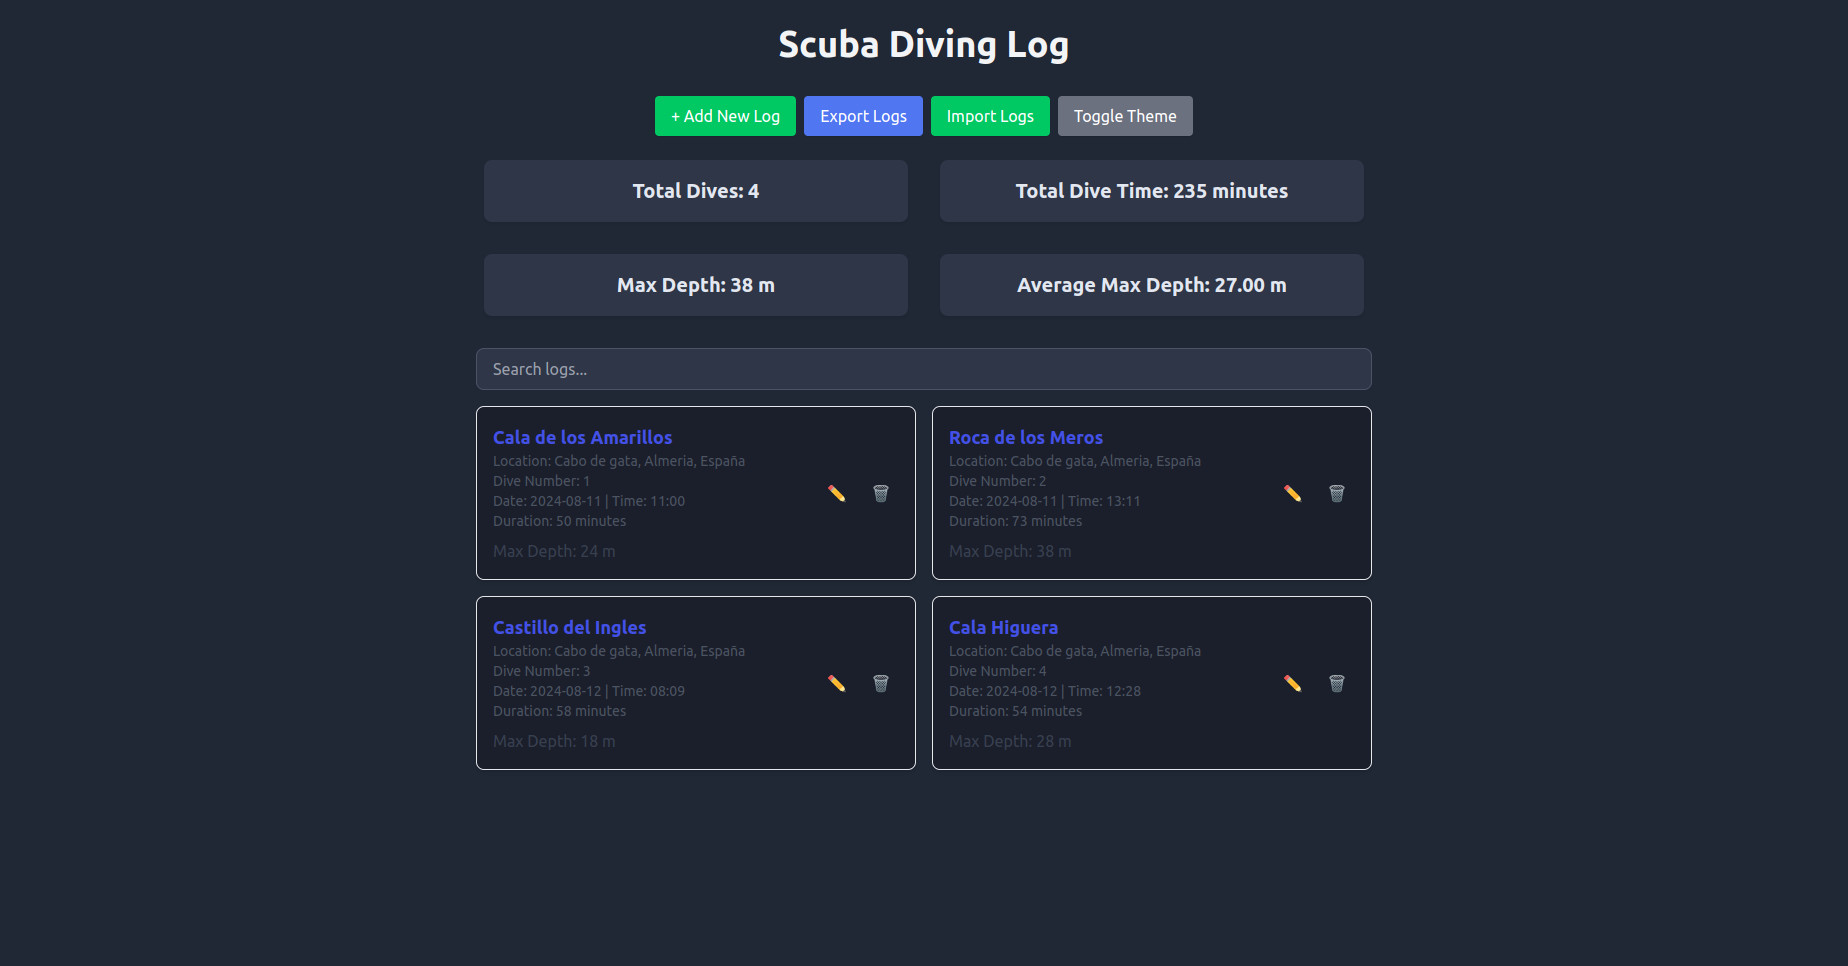 Scuba Diving Log
+ Add New Log
Export Logs
Import Logs
Toggle Theme
Total Dives: 4
Total Dive Time: 235 minutes
Max Depth: 38 m
Average Max Depth: 27.00 m
Search logs...
Cala de los Amarillos
Location: Cabo de gata, Almeria, España
Dive Number: 1
Date: 2024-08-11 | Time: 11:00
Duration: 50 minutes
Max Depth: 24 m
Roca de los Meros
Location: Cabo de gata, Almeria, España
Dive Number: 2
Date: 2024-08-11 | Time: 13:11
Duration: 73 minutes
Max Depth: 38 m
Castillo del Ingles
Location: Cabo de gata, Almeria, España
Dive Number: 3
Date: 2024-08-12 | Time: 08:09
Duration: 58 minutes
Max Depth: 18 m
Cala Higuera
Location: Cabo de gata, Almeria, España
Dive Number: 4
Date: 2024-08-12 | Time: 12:28
Duration: 54 minutes
Max Depth: 28 m